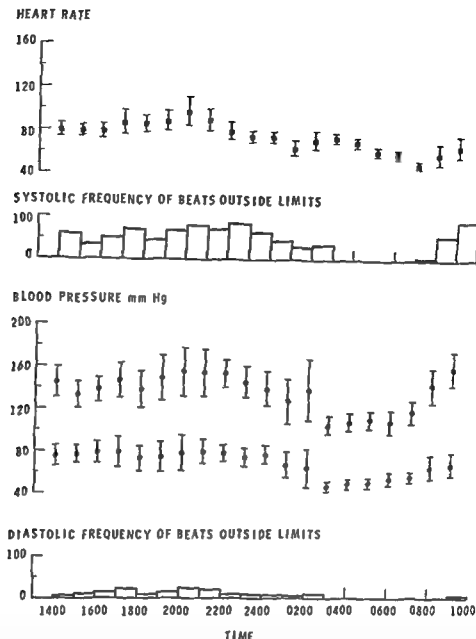 HEART RATE
160
120
80
40
SYSTOLIC FREQUENCY OF BEATS OUTSIDE LIMITS
100
0
BLOOD PRESSURE mm Hg
200
160
120
80
40
DIASTOLIC FREQUENCY OF BEATS OUTSIDE LIMITS
100
0
1400 1600 1800 2000 2200 2400 0200 0400 0600 0800 1000
TIME